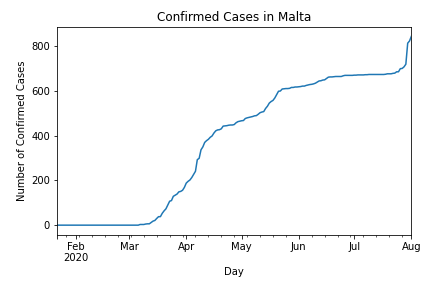 Confirmed Cases in Malta
Number of Confirmed Cases
800
600
400
200
0
Feb Mar Apr May Jun Jul Aug
2020
Day